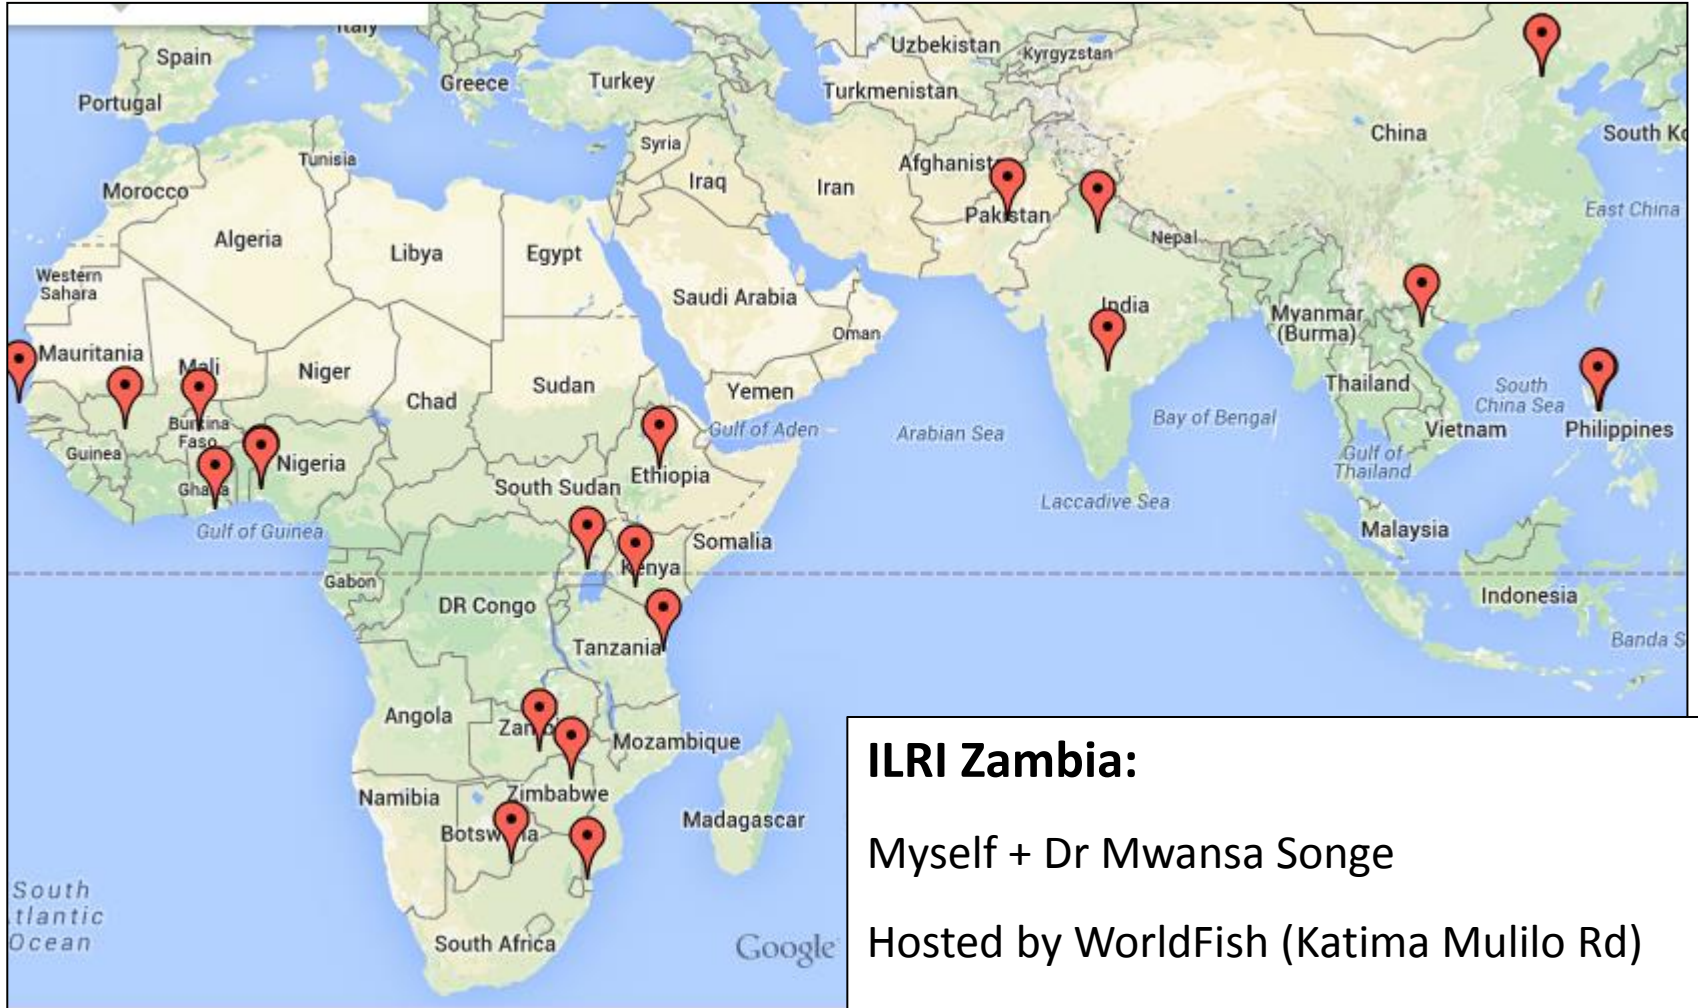 Italy
Spain
Portugal
Greece
Turkey
Uzbekistan
Kyrgyzstan
Turkmenistan
China
South Ko
Tunisia
Syria
Iraq
Iran
Afghanist
Morocco
Pakistan
Nepal
East China
Algeria
Libya
Egypt
Western
Sahara
Saudi Arabia
Oman
India
Myanmar
(Burma)
Mauritania
Mali
Niger
Chad
Sudan
Yemen
Thailand
South
China Sea
Burkina
Faso
Guinea
Nigeria
Ghana
Gulf of Aden
Arabian Sea
Bay of Bengal
Vietnam
Philippines
Ethiopia
South Sudan
Gulf of
Thailand
Laccadive Sea
Gulf of Guinea
Somalia
Malaysia
Kenya
Gabon
DR Congo
Indonesia
Tanzania
Banda S
Angola
Zambia
Mozambique
Namibia
Zimbabwe
Botswana
Madagascar
South
tlantic
Ocean
South Africa
Google
ILRI Zambia:
Myself + Dr Mwansa Songe
Hosted by WorldFish (Katima Mulilo Rd)